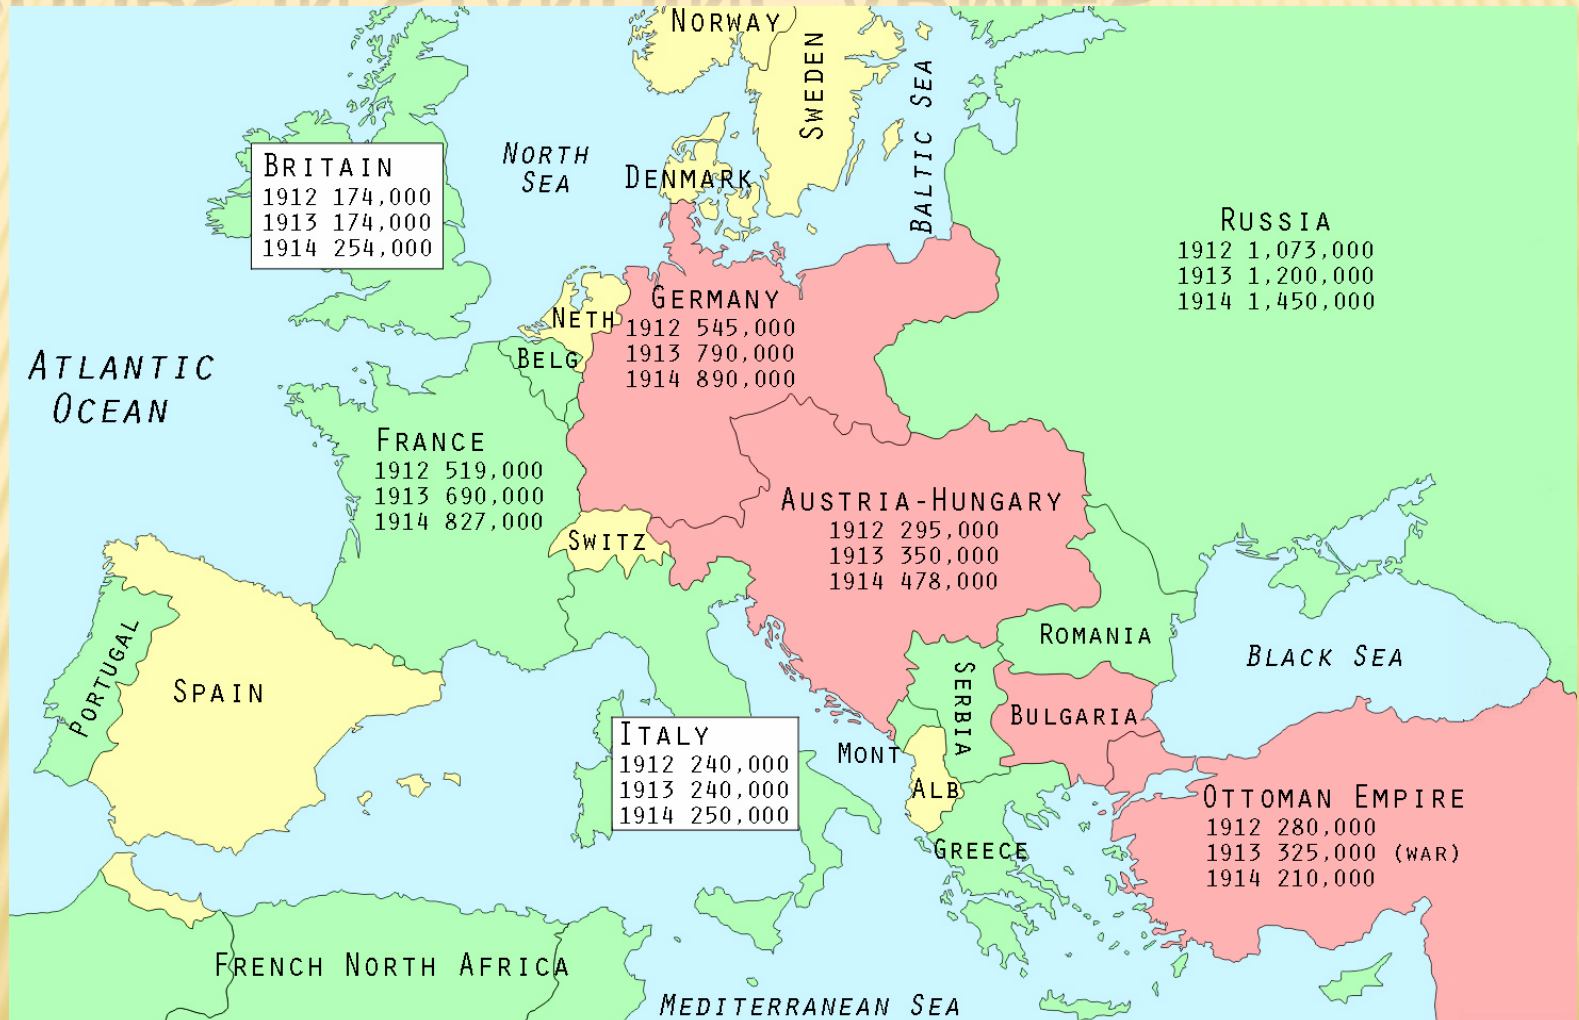 NORWAY
SWEDEN
BALTIC SEA
NORTH
SEA
DENMARK
BRITAIN
1912 174,000
1913 174,000
1914 254,000
RUSSIA
1912 1,073,000
1913 1,200,000
1914 1,450,000
GERMANY
1912 545,000
1913 790,000
1914 890,000
NETH
BELG
ATLANTIC
OCEAN
FRANCE
1912 519,000
1913 690,000
1914 827,000
AUSTRIA-HUNGARY
1912 295,000
1913 350,000
1914 478,000
SWITZ
PORTUGAL
SPAIN
ROMANIA
BLACK SEA
SERBIA
BULGARIA
ITALY
1912 240,000
1913 240,000
1914 250,000
MONT
ALB
GREECE
OTTOMAN EMPIRE
1912 280,000
1913 325,000 (WAR)
1914 210,000
FRENCH NORTH AFRICA
MEDITERRANEAN SEA